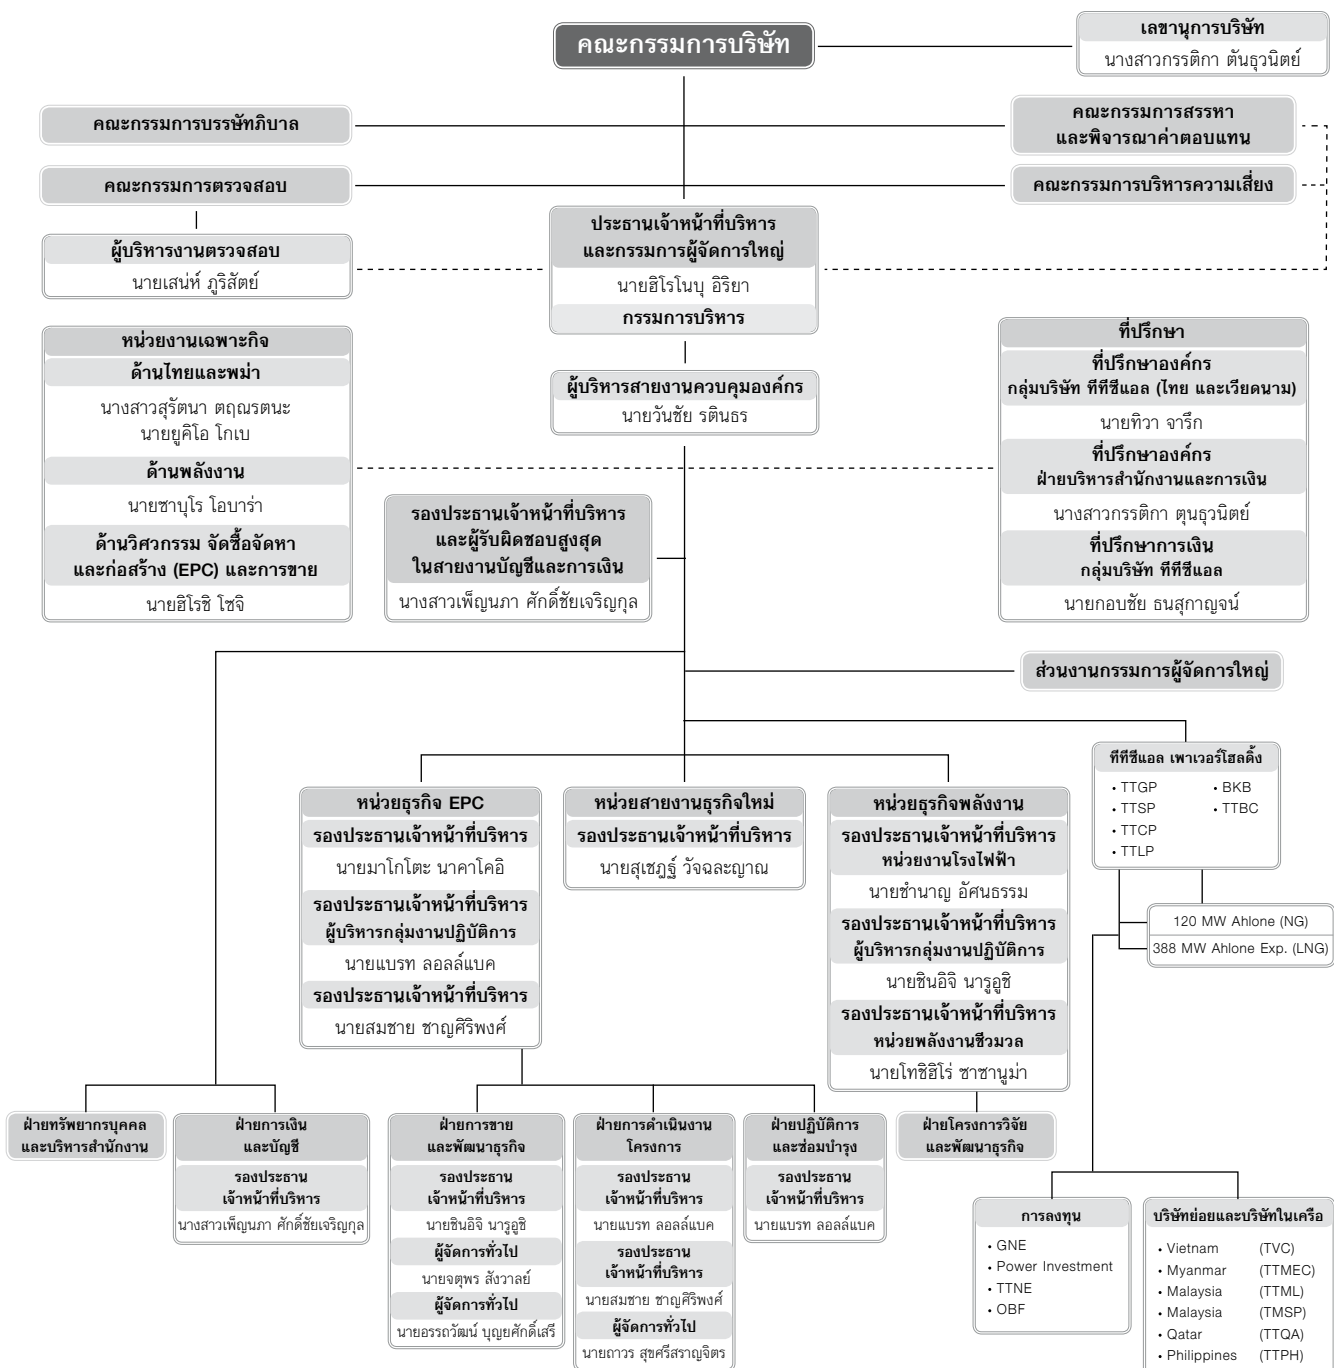 คณะกรรมการบริษัท
เลขานุการบริษัท
นางสาวกรรติกา ตันธุวนิตย์
คณะกรรมการบรรษัทภิบาล
คณะกรรมการสรรหา
และพิจารณาค่าตอบแทน
คณะกรรมการตรวจสอบ
คณะกรรมการบริหารความเสี่ยง
ผู้บริหารงานตรวจสอบ
นายเสน่ห์ ภูริสัตย์
ประธานเจ้าหน้าที่บริหาร
และกรรมการผู้จัดการใหญ่
นายฮิโรโนบุ อิริยา
กรรมการบริหาร
ผู้บริหารสายงานควบคุมองค์กร
นายวันชัย รตินธร
หน่วยงานเฉพาะกิจ
ด้านไทยและพม่า
นางสาวสุรัตนา ตฤณรตนะ
นายยูคิโอ โกเบ
ด้านพลังงาน
นายซาบุโร โอบาร่า
ด้านวิศวกรรม จัดซื้อจัดหา
และก่อสร้าง (EPC) และการขาย
นายฮิโรชิ โซจิ
ที่ปรึกษา
ที่ปรึกษาองค์กร
กลุ่มบริษัท ทีทีซีแอล (ไทย และเวียดนาม)
นายทิวา จารึก
ที่ปรึกษาองค์กร
ฝ่ายบริหารสำนักงานและการเงิน
นางสาวกรรติกา ตุนธุวนิตย์
ที่ปรึกษาการเงิน
กลุ่มบริษัท ทีทีซีแอล
นายกอบชัย ธนสุกาญจน์
รองประธานเจ้าหน้าที่บริหาร
และผู้รับผิดชอบสูงสุด
ในสายงานบัญชีและการเงิน
นางสาวเพ็ญนภา ศักดิ์ชัยเจริญกุล
ส่วนงานกรรมการผู้จัดการใหญ่
หน่วยธุรกิจ EPC
รองประธานเจ้าหน้าที่บริหาร
นายมาโกโตะ นาคาโคอิ
รองประธานเจ้าหน้าที่บริหาร
ผู้บริหารกลุ่มงานปฏิบัติการ
นายแบรท ลอลล์แบค
รองประธานเจ้าหน้าที่บริหาร
นายสมชาย ชาญศิริพงศ์
หน่วยสายงานธุรกิจใหม่
รองประธานเจ้าหน้าที่บริหาร
นายสุเชฎฐ์ วัจฉละญาณ
หน่วยธุรกิจพลังงาน
รองประธานเจ้าหน้าที่บริหาร
หน่วยงานโรงไฟฟ้า
นายชำนาญ อัศนธรรม
รองประธานเจ้าหน้าที่บริหาร
ผู้บริหารกลุ่มงานปฏิบัติการ
นายชินอิจิ นารูอูชิ
รองประธานเจ้าหน้าที่บริหาร
หน่วยพลังงานชีวมวล
นายโทชิฮิโร่ ซาซานูม่า
ทีทีซีแอล เพาเวอร์โฮลดิ้ง
• TTGP
• TTSP
• TTCP
• TTLP
• BKB
• TTBC
120 MW Ahlone (NG)
388 MW Ahlone Exp. (LNG)
ฝ่ายทรัพยากรบุคคล
และบริหารสำนักงาน
ฝ่ายการเงิน
และบัญชี
รองประธาน
เจ้าหน้าที่บริหาร
นางสาวเพ็ญนภา ศักดิ์ชัยเจริญกุล
ฝ่ายการขาย
และพัฒนาธุรกิจ
รองประธาน
เจ้าหน้าที่บริหาร
นายชินอิจิ นารูอูชิ
ผู้จัดการทั่วไป
นายจตุพร สังวาลย์
ผู้จัดการทั่วไป
นายอรรถวัฒน์ บุญยศักดิ์เสรี
ฝ่ายการดำเนินงาน
โครงการ
รองประธาน
เจ้าหน้าที่บริหาร
นายแบรท ลอลล์แบค
รองประธาน
เจ้าหน้าที่บริหาร
นายสมชาย ชาญศิริพงศ์
ผู้จัดการทั่วไป
นายถาวร สุขศรีสราญจิตร
ฝ่ายปฏิบัติการ
และซ่อมบำรุง
รองประธาน
เจ้าหน้าที่บริหาร
นายแบรท ลอลล์แบค
ฝ่ายโครงการวิจัย
และพัฒนาธุรกิจ
การลงทุน
• GNE
• Power Investment
• TTNE
• OBF
บริษัทย่อยและบริษัทในเครือ
• Vietnam (TVC)
• Myanmar (TTMEC)
• Malaysia (TTML)
• Malaysia (TMSP)
• Qatar (TTQA)
• Philippines (TTPH)